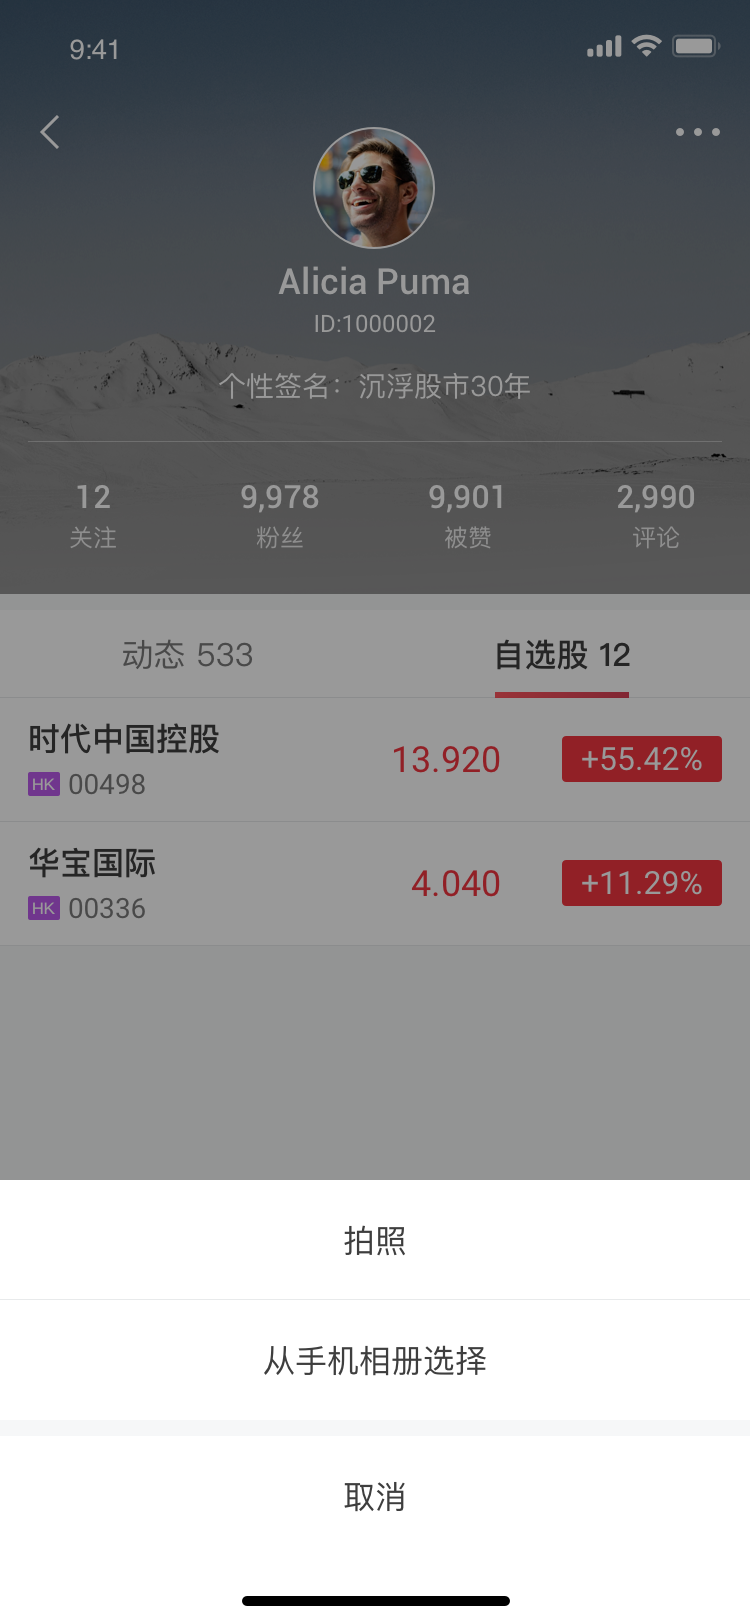 9:41
Alicia Puma
ID:1000002
个性签名：沉浮股市30年
12 9,978 9,901 2,990
关注 粉丝 被赞 评论
动态 533 自选股 12
时代中国控股 13.920 +55.42%
HK 00498
华宝国际 4.040 +11.29%
HK 00336
拍照
从手机相册选择
取消